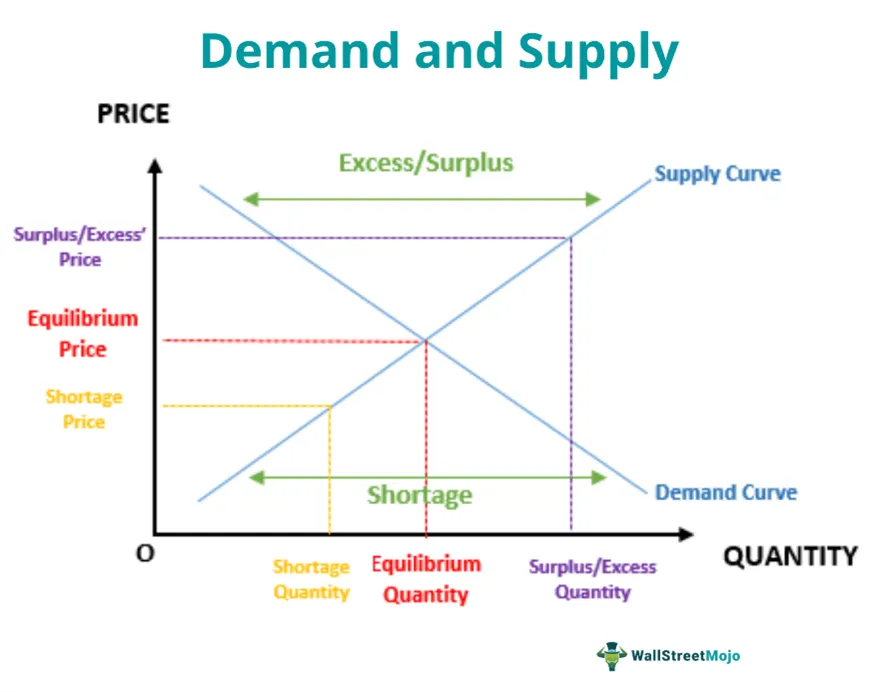 Demand and Supply
PRICE
Excess/Surplus
Supply Curve
Surplus/Excess'
Price
Equilibrium
Price
Shortage
Price
Shortage
Demand Curve
O
QUANTITY
Shortage
Quantity
Equilibrium
Quantity
Surplus/Excess
Quantity
WallStreetMojo